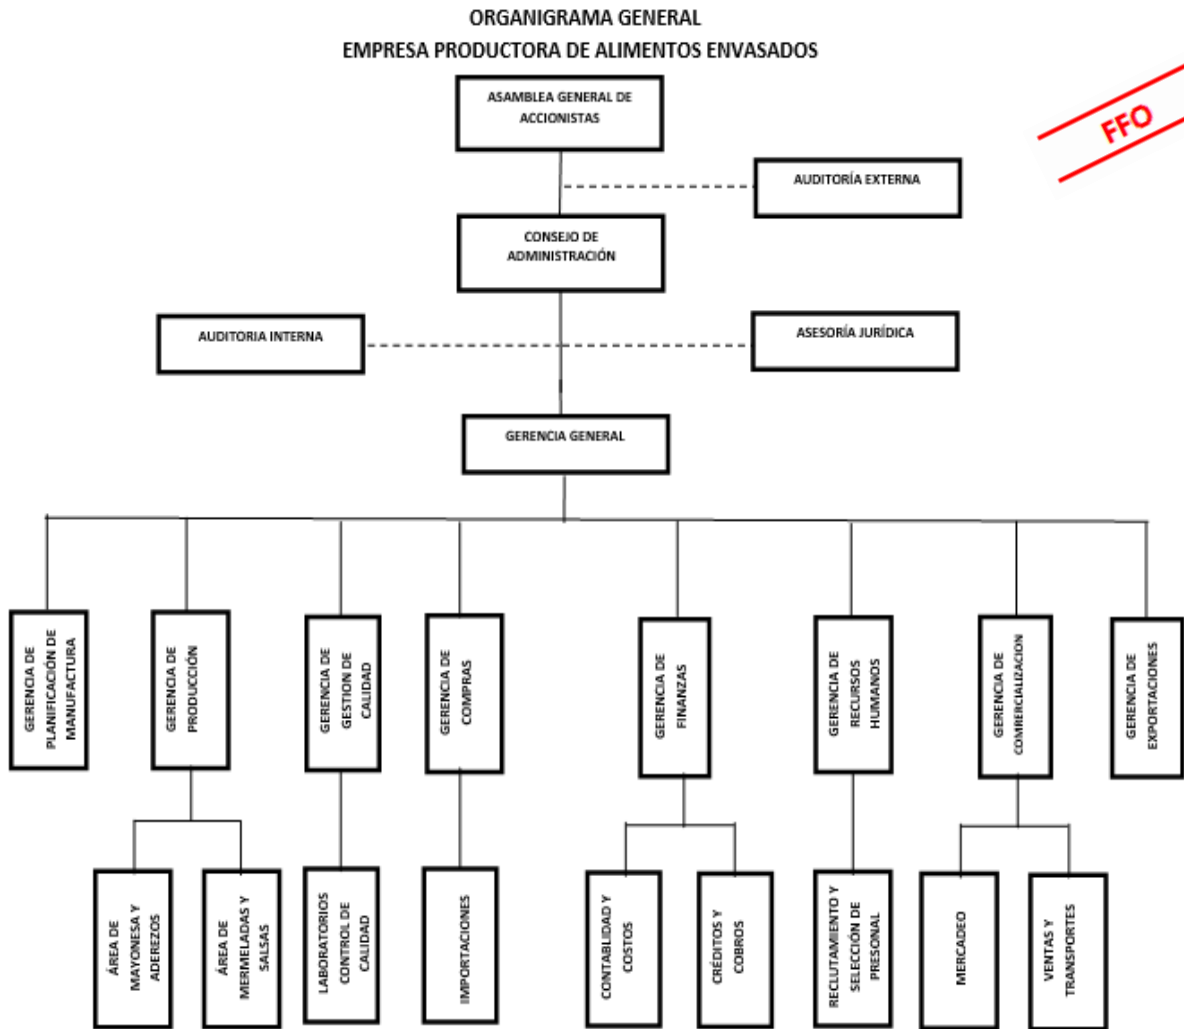 ORGANIGRAMA GENERAL
EMPRESA PRODUCTORA DE ALIMENTOS ENVASADOS
FFO
ASAMBLEA GENERAL DE
ACCIONISTAS
AUDITORÍA EXTERNA
CONSEJO DE
ADMINISTRACIÓN
AUDITORIA INTERNA
ASESORÍA JURÍDICA
GERENCIA GENERAL
GERENCIA DE
PLANIFICACIÓN DE
MANUFACTURA
GERENCIA DE
PRODUCCIÓN
GERENCIA DE
GESTION DE
CALIDAD
GERENCIA DE
COMPRAS
GERENCIA DE
FINANZAS
GERENCIA DE
RECURSOS
HUMANOS
GERENCIA DE
COMRERCIALIZACION
GERENCIA DE
EXPORTACIONES
ÁREA DE
MAYONESA Y
ADEREZOS
ÁREA DE
MERMELADAS Y
SALSAS
LABORATORIOS
CONTROL DE
CALIDAD
IMPORTACIONES
CONTABLIDAD Y
COSTOS
CRÉDITOS Y
COBROS
RECLUTAMIENTO Y
SELECCIÓN DE
PRESONAL
MERCADEO
VENTAS Y
TRANSPORTES